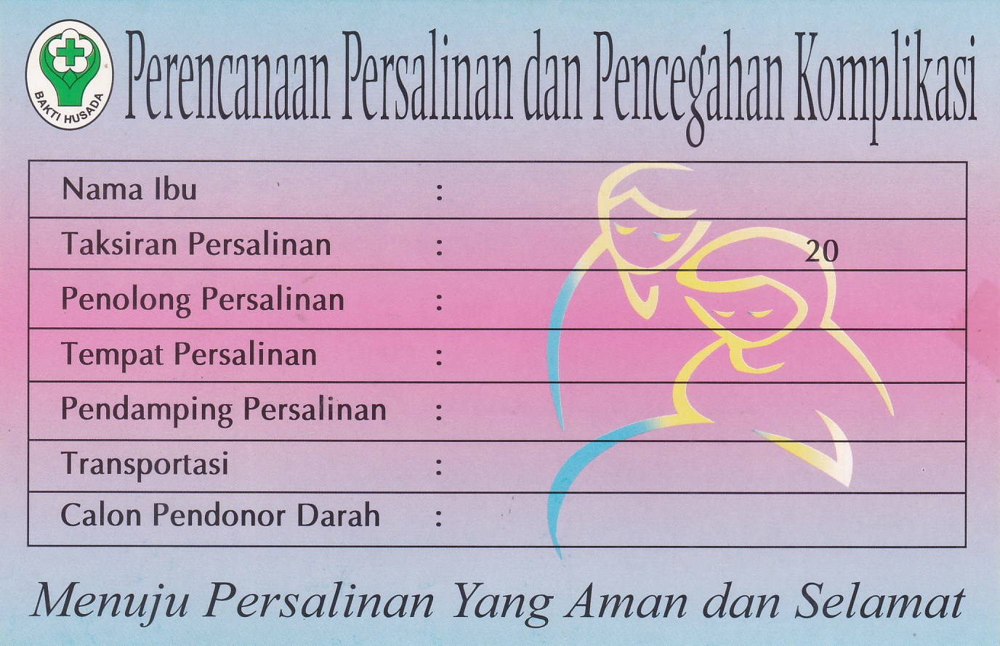 Perencanaan Persalinan dan Pencegahan Komplikasi
BAKTI HUSADA
Nama Ibu :
Taksiran Persalinan : 20
Penolong Persalinan :
Tempat Persalinan :
Pendamping Persalinan :
Transportasi :
Calon Pendonor Darah :
Menuju Persalinan Yang Aman dan Selamat